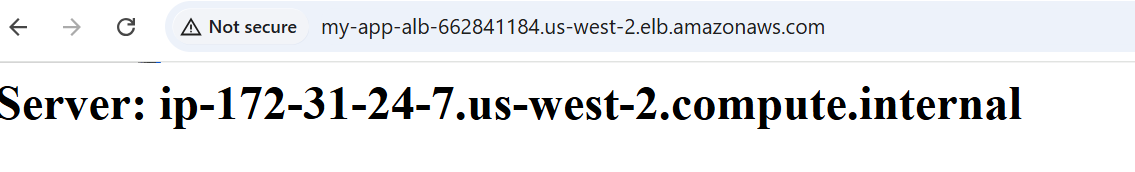 Not secure my-app-alb-662841184.us-west-2.elb.amazonaws.com
Server: ip-172-31-24-7.us-west-2.compute.internal